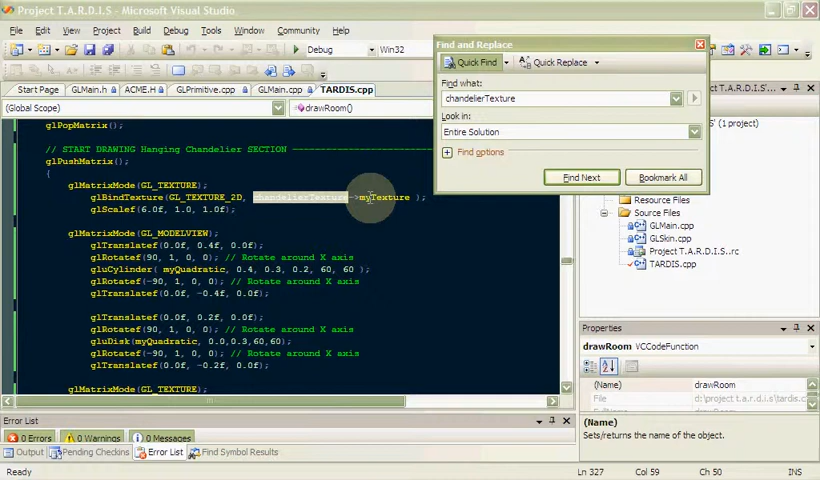 Project T.A.R.D.I.S - Microsoft Visual Studio
File Edit View Project Build Debug Tools Window Community Help
Debug Win32
Start Page GLMain.h ACME.H GLPrimitive.cpp GLMain.cpp TARDIS.cpp
(Global Scope) drawRoom()
glPopMatrix();
// START DRAWING Hanging Chandelier SECTION
glPushMatrix();
{
glMatrixMode(GL_TEXTURE);
glBindTexture(GL_TEXTURE_2D, chandelierTexture->myTexture );
glScalef(6.0f, 1.0, 1.0f);
glMatrixMode(GL_MODELVIEW);
glTranslatef(0.0f, 0.4f, 0.0f);
glRotatef(90, 1, 0, 0); // Rotate around X axis
gluCylinder( myQuadratic, 0.4, 0.3, 0.2, 60, 60 );
glRotatef(-90, 1, 0, 0); // Rotate around X axis
glTranslatef(0.0f, -0.4f, 0.0f);
glTranslatef(0.0f, 0.2f, 0.0f);
glRotatef(90, 1, 0, 0); // Rotate around X axis
gluDisk(myQuadratic, 0.0,0.3,60,60);
glRotatef(-90, 1, 0, 0); // Rotate around X axis
glTranslatef(0.0f, -0.2f, 0.0f);
glMatrixMode(GL_TEXTURE);
Find and Replace
Quick Find Quick Replace
Find what:
chandelierTexture
Look in:
Entire Solution
Find options
Find Next Bookmark All
(1 project)
Resource Files
Source Files
GLMain.cpp
GLSkin.cpp
Project T.A.R.D.I.S.rc
TARDIS.cpp
Properties
drawRoom VCCodeFunction
(Name) drawRoom
File d:\project t.a.r.d.i.s\tardis.cpp
(Name)
Sets/returns the name of the object.
Error List
0 Errors 0 Warnings 0 Messages
Output Pending Checkins Error List Find Symbol Results
Ready Ln 327 Col 59 Ch 50